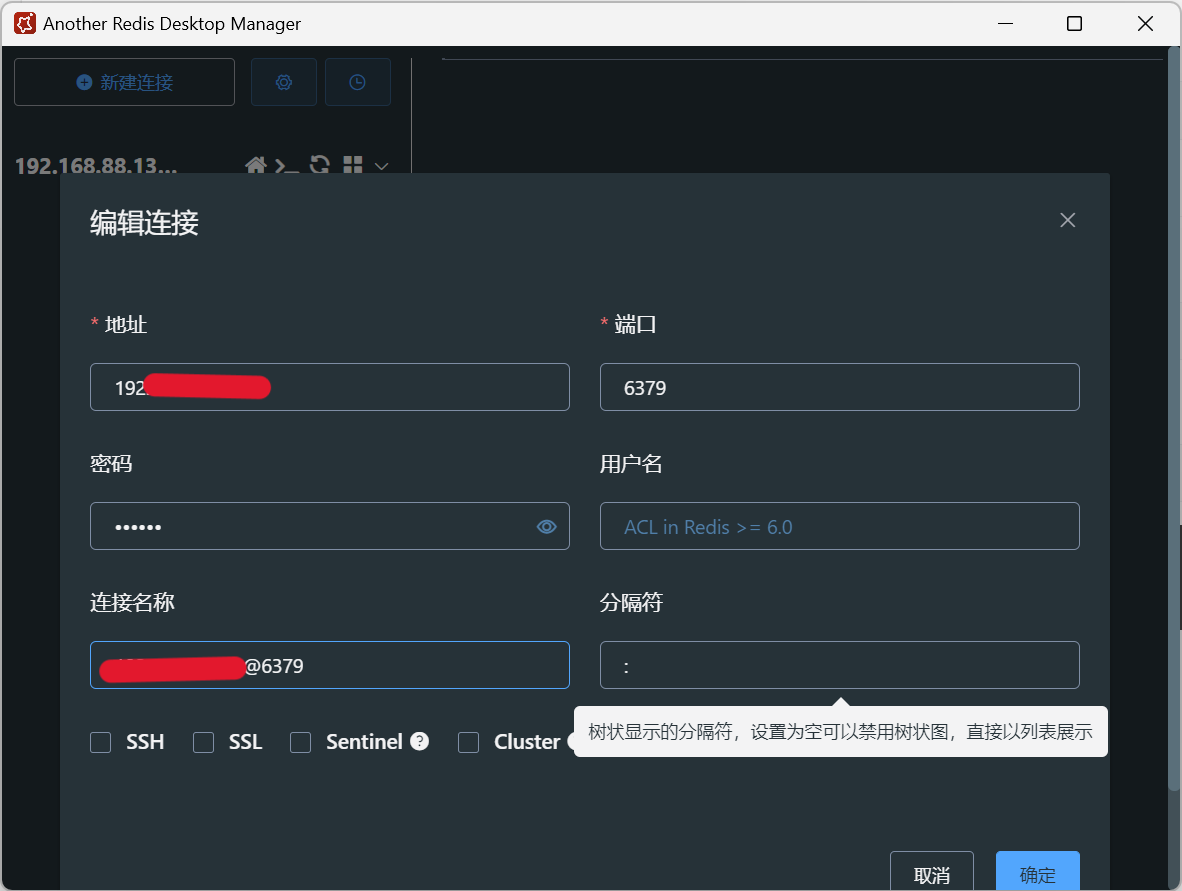 Another Redis Desktop Manager
新建连接
192.168.88.13...
编辑连接
* 地址
* 端口
192.
6379
密码
用户名
••••••
ACL in Redis >= 6.0
连接名称
分隔符
@6379
:
树状显示的分隔符，设置为空可以禁用树状图，直接以列表展示
SSH
SSL
Sentinel ?
Cluster
取消
确定